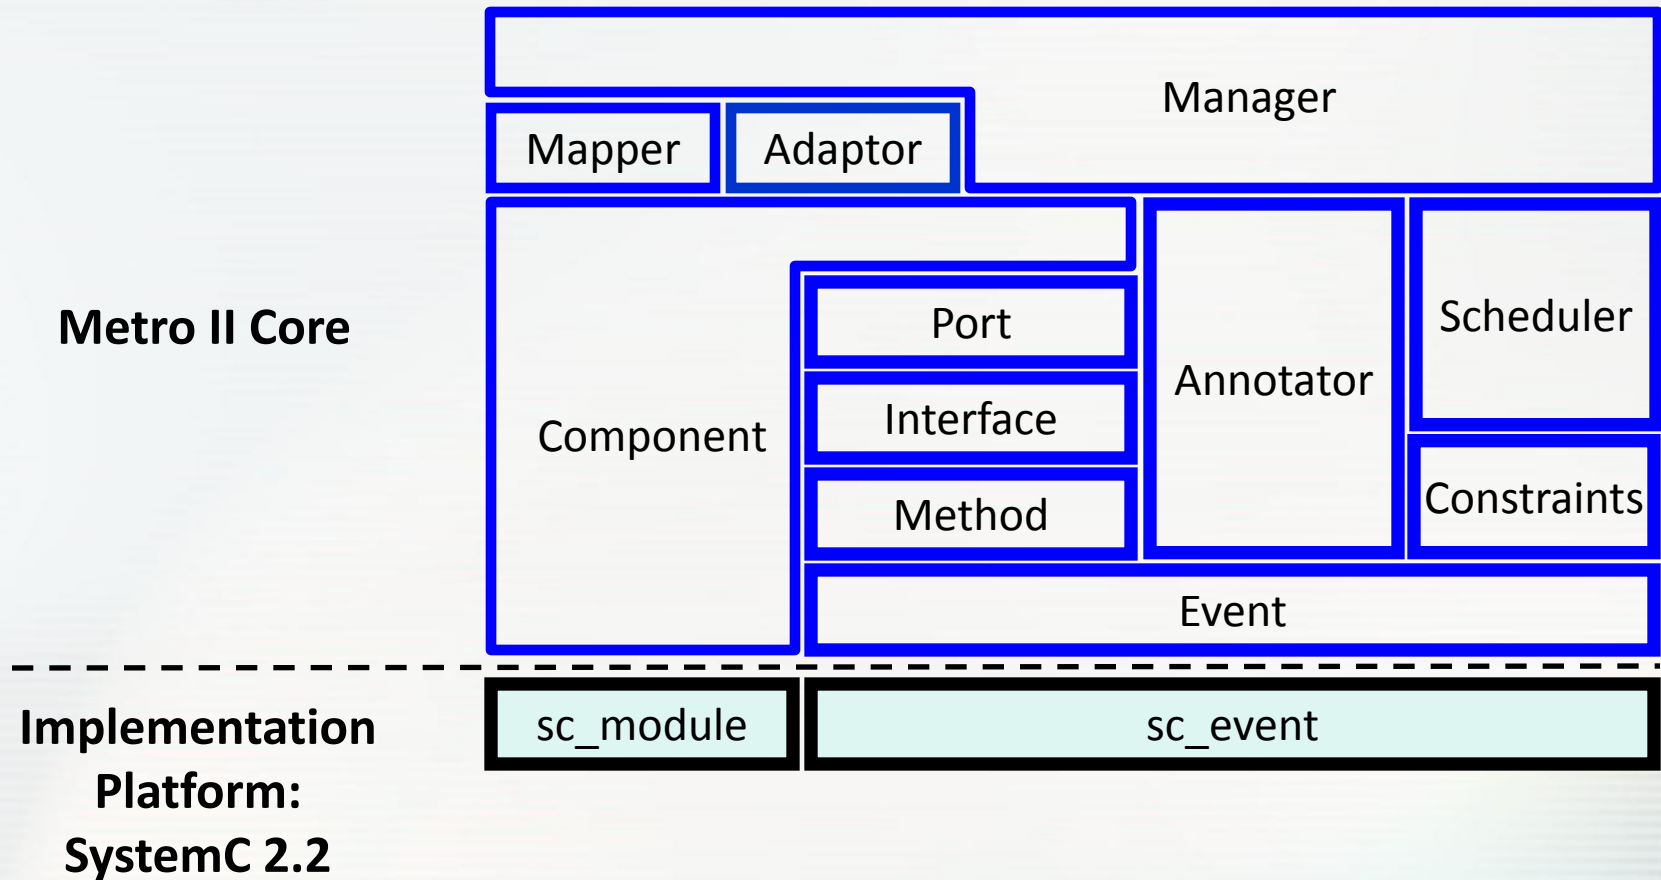 Manager
Mapper
Adaptor
Metro II Core
Component
Port
Interface
Method
Annotator
Scheduler
Constraints
Event
Implementation
Platform:
SystemC 2.2
sc_module
sc_event